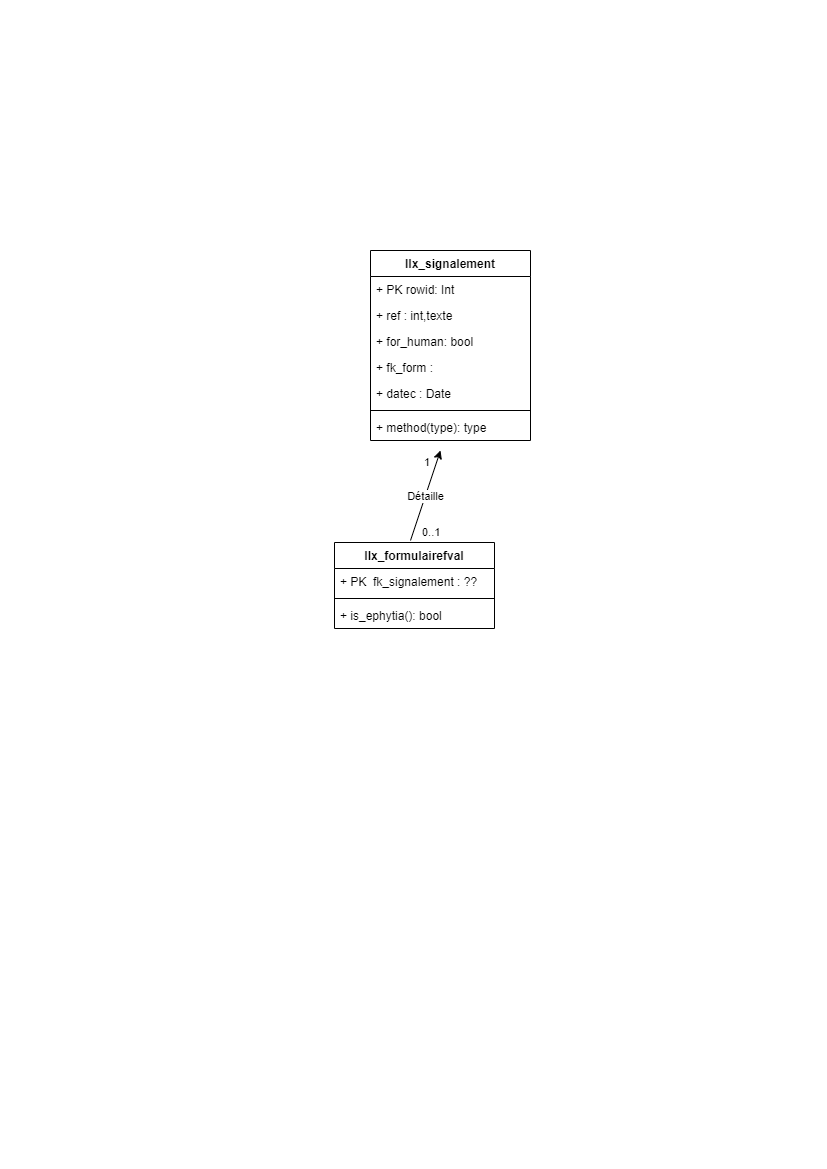 llx_signalement
+ PK rowid: Int
+ ref : int,texte
+ for_human: bool
+ fk_form :
+ datec : Date
+ method(type): type
1
Détaille
0..1
llx_formulairefval
+ PK  fk_signalement : ??
+ is_ephytia(): bool